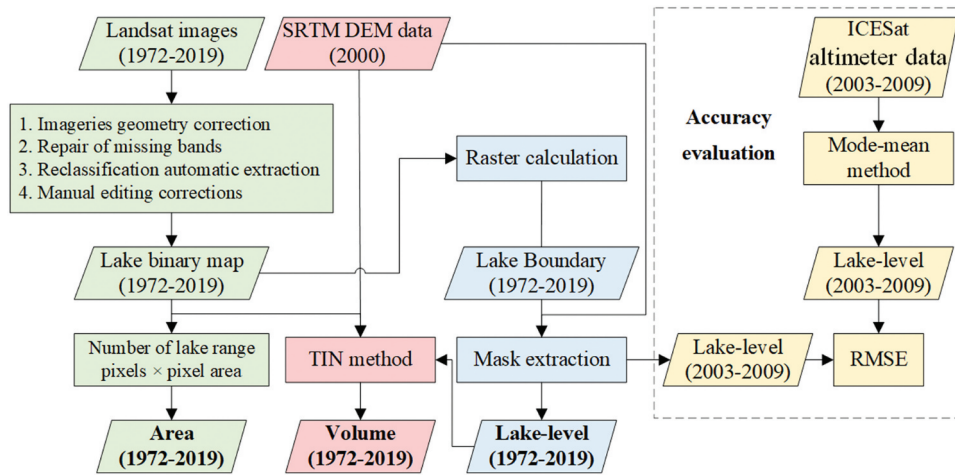 Landsat images
(1972-2019)
SRTM DEM data
(2000)
ICESat
altimeter data
(2003-2009)
1. Imageries geometry correction
2. Repair of missing bands
3. Reclassification automatic extraction
4. Manual editing corrections
Raster calculation
Accuracy
evaluation
Mode-mean
method
Lake binary map
(1972-2019)
Lake Boundary
(1972-2019)
Lake-level
(2003-2009)
Number of lake range
pixels × pixel area
TIN method
Mask extraction
Lake-level
(2003-2009)
RMSE
Area
(1972-2019)
Volume
(1972-2019)
Lake-level
(1972-2019)